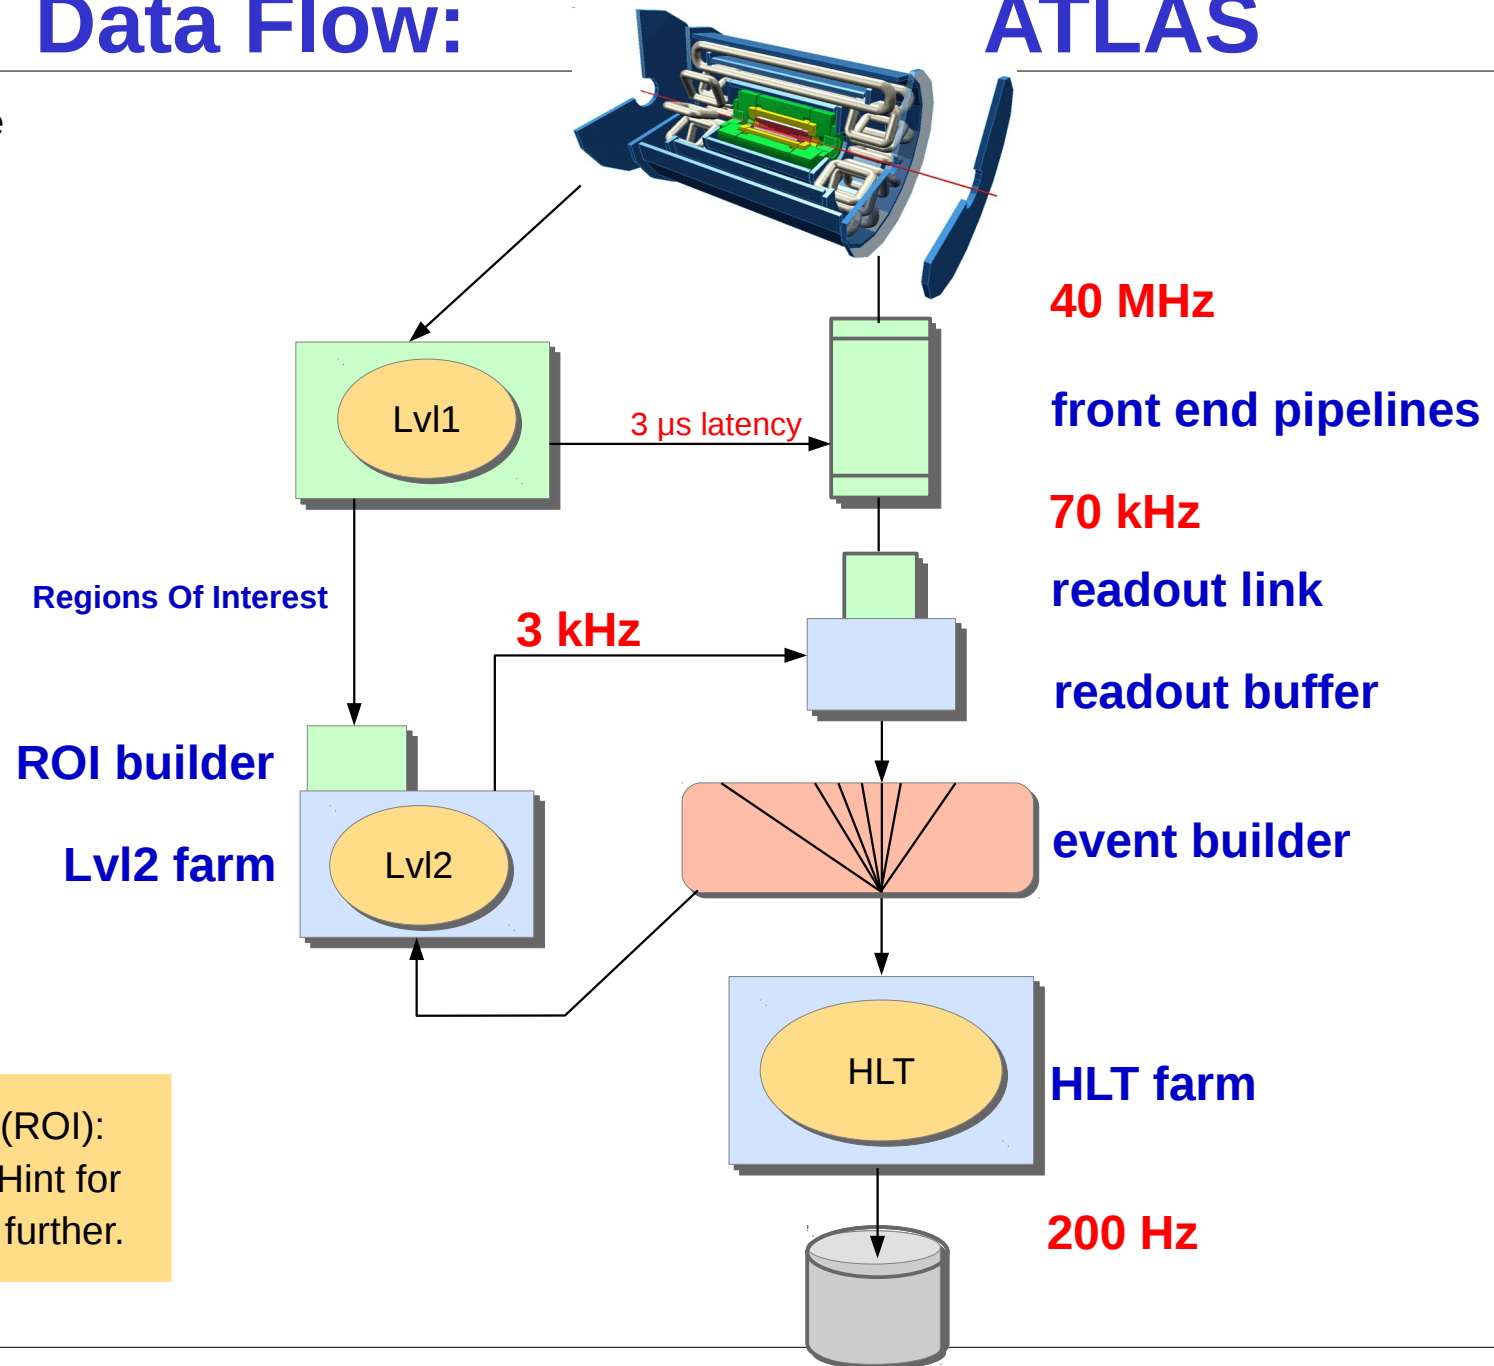 Data Flow: ATLAS
e
40 MHz
Lvl1
3 μs latency
front end pipelines
70 kHz
Regions Of Interest
readout link
3 kHz
readout buffer
ROI builder
Lvl2 farm
Lvl2
event builder
HLT
HLT farm
(ROI):
Hint for
further.
200 Hz